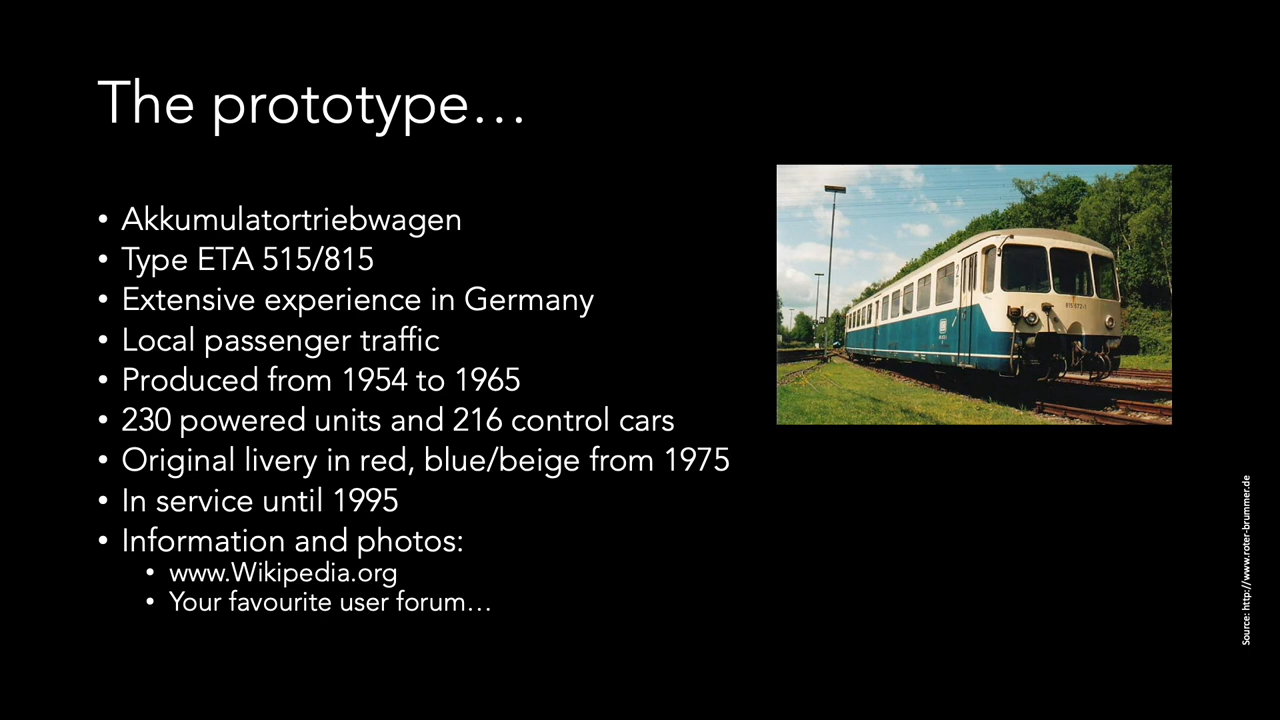 The prototype…
• Akkumulatortriebwagen
• Type ETA 515/815
• Extensive experience in Germany
• Local passenger traffic
• Produced from 1954 to 1965
• 230 powered units and 216 control cars
• Original livery in red, blue/beige from 1975
• In service until 1995
• Information and photos:
• www.Wikipedia.org
• Your favourite user forum…
Source: http://www.roter-brummer.de